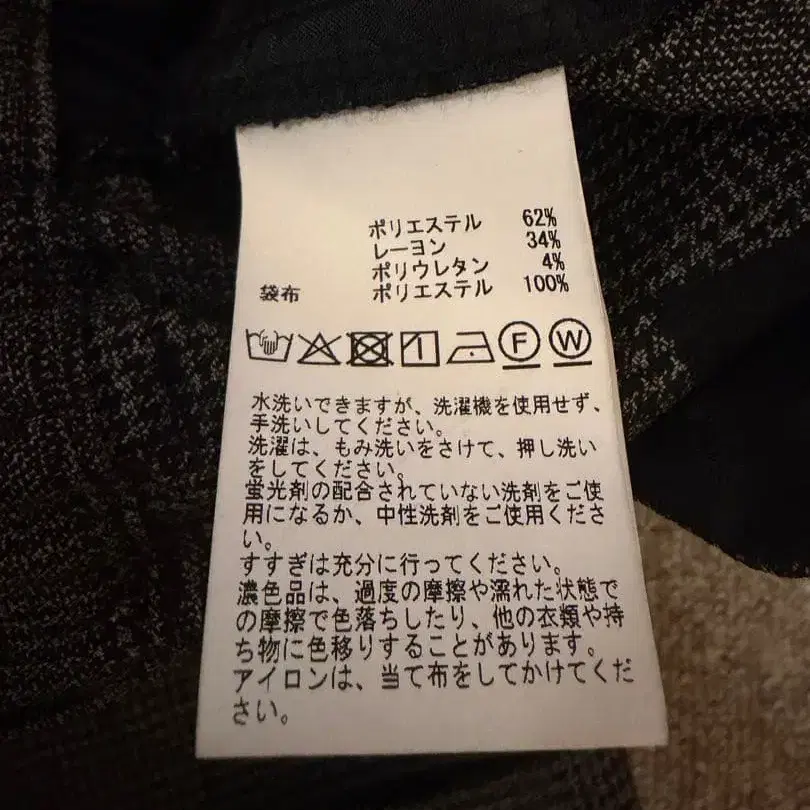 ポリエステル 62%
レーヨン 34%
ポリウレタン 4%
袋布 ポリエステル 100%
F W
水洗いできますが、洗濯機を使用せず、
手洗いしてください。
洗濯は、もみ洗いをさけて、押し洗い
をしてください。
蛍光剤の配合されていない洗剤をご使
用になるか、中性洗剤をご使用くださ
い。
すすぎは充分に行ってください。
濃色品は、過度の摩擦や濡れた状態で
の摩擦で色落ちしたり、他の衣類や持
ち物に色移りすることがあります。
アイロンは、当て布をしてかけてくだ
さい。